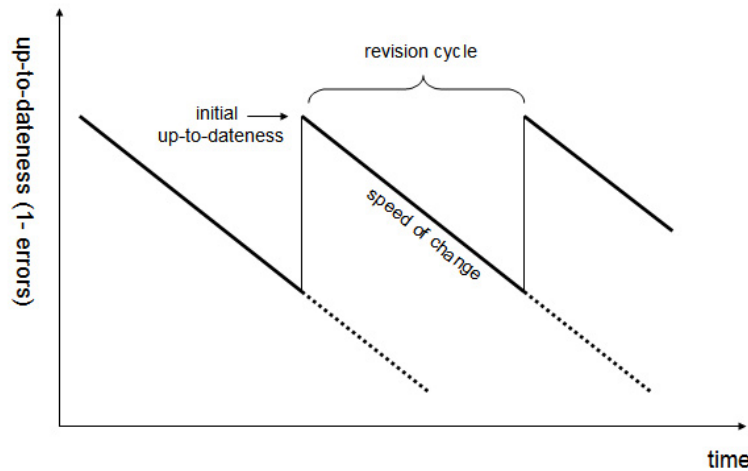 up-to-dateness (1- errors)
revision cycle
initial
up-to-dateness
speed of change
time